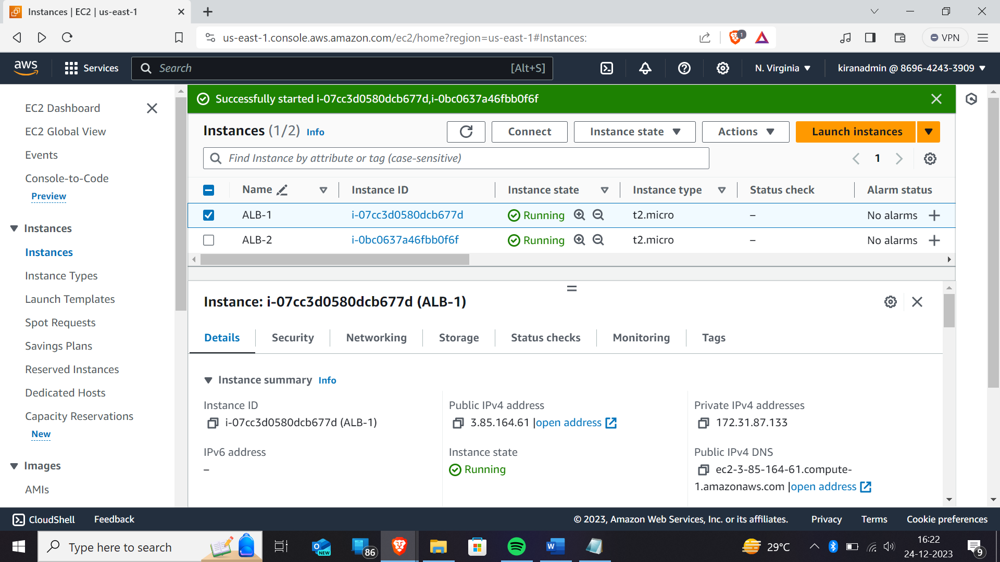 Instances | EC2 | us-east-1
us-east-1.console.aws.amazon.com/ec2/home?region=us-east-1#Instances:
1
VPN
aws
Services
Search
[Alt+S]
N. Virginia
kiranadmin @ 8696-4243-3909
EC2 Dashboard
EC2 Global View
Events
Console-to-Code
Preview
Instances
Instances
Instance Types
Launch Templates
Spot Requests
Savings Plans
Reserved Instances
Dedicated Hosts
Capacity Reservations
New
Images
AMIs
Successfully started i-07cc3d0580dcb677d,i-0bc0637a46fbb0f6f
Instances (1/2) Info
Connect
Instance state
Actions
Launch instances
Find Instance by attribute or tag (case-sensitive)
1
Name Instance ID Instance state Instance type Status check Alarm status
ALB-1 i-07cc3d0580dcb677d Running t2.micro – No alarms
ALB-2 i-0bc0637a46fbb0f6f Running t2.micro – No alarms
Instance: i-07cc3d0580dcb677d (ALB-1)
Details Security Networking Storage Status checks Monitoring Tags
Instance summary Info
Instance ID
i-07cc3d0580dcb677d (ALB-1)
Public IPv4 address
3.85.164.61 |open address
Private IPv4 addresses
172.31.87.133
IPv6 address
–
Instance state
Running
Public IPv4 DNS
ec2-3-85-164-61.compute-
1.amazonaws.com |open address
CloudShell Feedback
© 2023, Amazon Web Services, Inc. or its affiliates. Privacy Terms Cookie preferences
Type here to search
NEW
86
29°C
16:22
24-12-2023
9